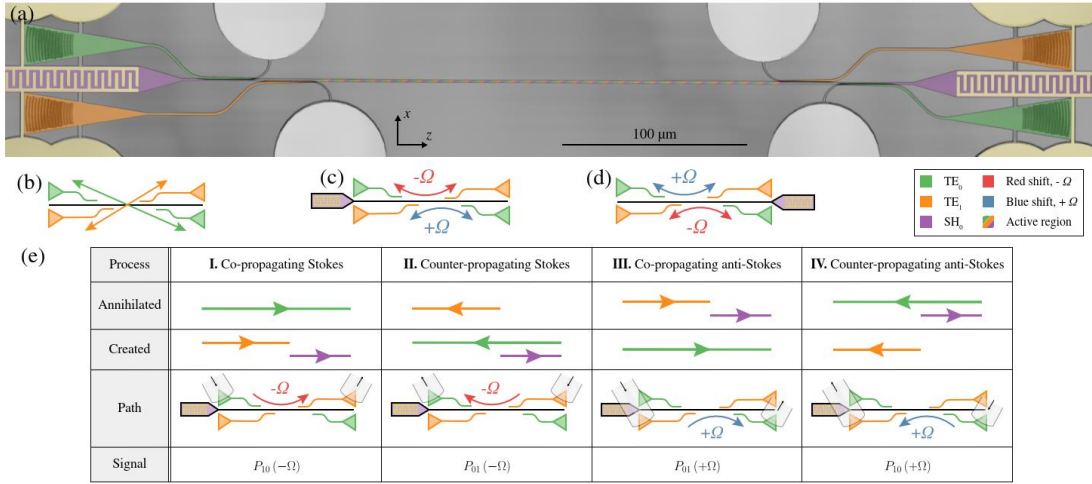 (a)
x
z
100 μm
(b)
(c)
-Ω
+Ω
(d)
+Ω
-Ω
TE₀
Red shift, - Ω
TE₁
Blue shift, + Ω
SH₀
Active region
(e)
Process
I. Co-propagating Stokes
II. Counter-propagating Stokes
III. Co-propagating anti-Stokes
IV. Counter-propagating anti-Stokes
Annihilated
Created
Path
-Ω
-Ω
+Ω
+Ω
Signal
P₁₀ (−Ω)
P₀₁ (−Ω)
P₀₁ (+Ω)
P₁₀ (+Ω)